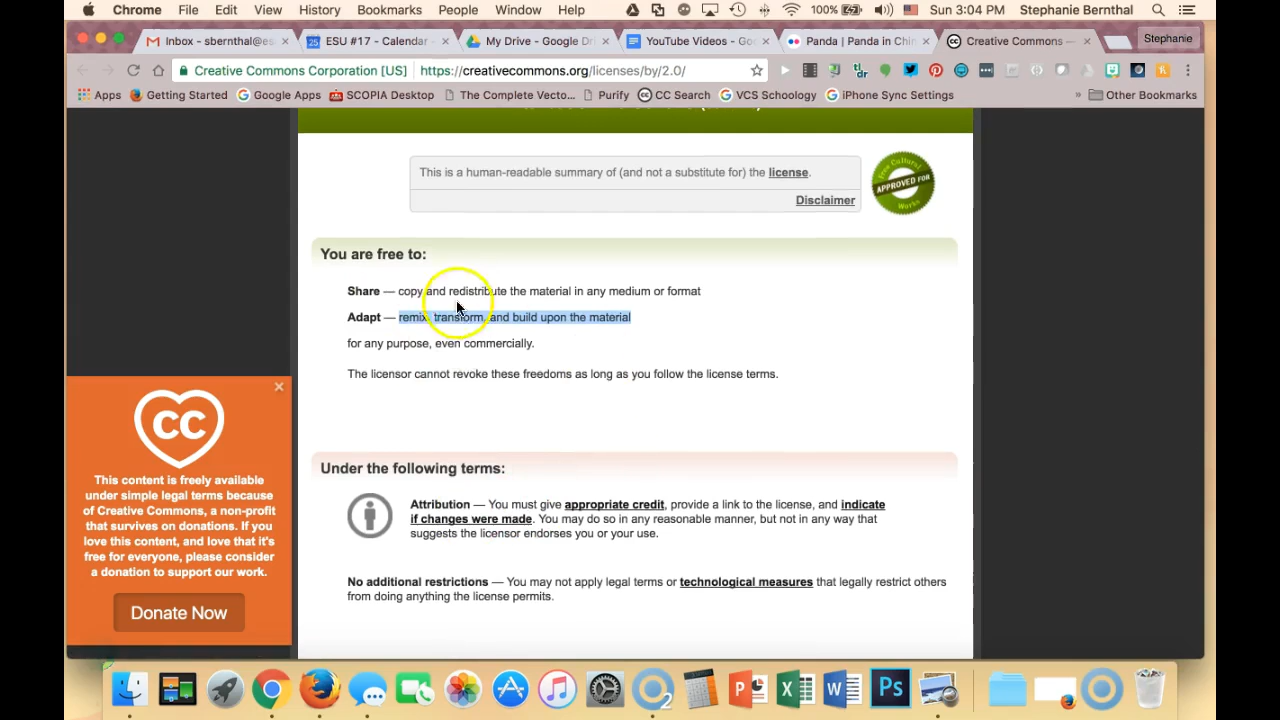 Chrome File Edit View History Bookmarks People Window Help 100% Sun 3:04 PM Stephanie Bernthal
Inbox - sbernthal@es × ESU #17 - Calendar - × My Drive - Google Dr × YouTube Videos - Goo × Panda | Panda in Chin × Creative Commons — × Stephanie
Creative Commons Corporation [US] https://creativecommons.org/licenses/by/2.0/
Apps Getting Started Google Apps SCOPIA Desktop The Complete Vecto... Purify CC Search VCS Schoology iPhone Sync Settings » Other Bookmarks
This is a human-readable summary of (and not a substitute for) the license.
Disclaimer
Free Cultural
APPROVED FOR
Works
You are free to:
Share — copy and redistribute the material in any medium or format
Adapt — remix, transform, and build upon the material
for any purpose, even commercially.
The licensor cannot revoke these freedoms as long as you follow the license terms.
×
CC
This content is freely available
under simple legal terms because
of Creative Commons, a non-profit
that survives on donations. If you
love this content, and love that it's
free for everyone, please consider
a donation to support our work.
Donate Now
Under the following terms:
Attribution — You must give appropriate credit, provide a link to the license, and indicate
if changes were made. You may do so in any reasonable manner, but not in any way that
suggests the licensor endorses you or your use.
No additional restrictions — You may not apply legal terms or technological measures that legally restrict others
from doing anything the license permits.
2 P X W Ps